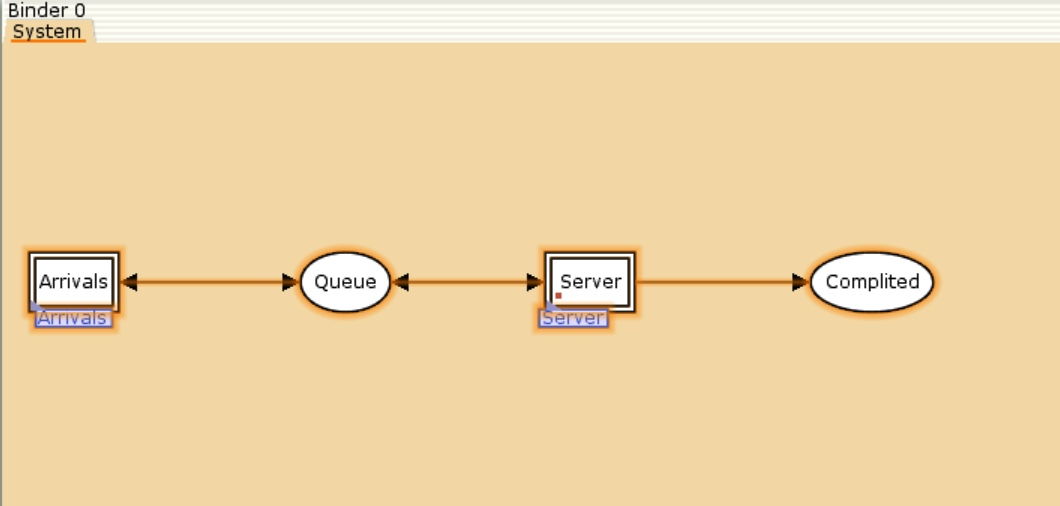 Binder 0
System
Arrivals
Queue
Server
Complited
Arrivals
Server